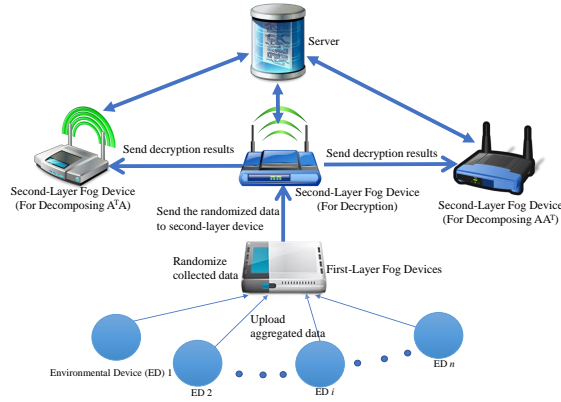 Server
Send decryption results
Send decryption results
Second-Layer Fog Device
(For Decomposing AᵀA)
Second-Layer Fog Device
(For Decryption)
Second-Layer Fog Device
(For Decomposing AAᵀ)
Send the randomized data
to second-layer device
Randomize
collected data
First-Layer Fog Devices
Upload
aggregated data
Environmental Device (ED) 1
ED 2
ED i
ED n